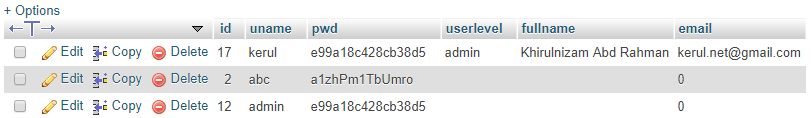 + Options
id uname pwd userlevel fullname email
Edit Copy Delete 17 kerul e99a18c428cb38d5 admin Khirulnizam Abd Rahman kerul.net@gmail.com
Edit Copy Delete 2 abc a1zhPm1TbUmro 0
Edit Copy Delete 12 admin e99a18c428cb38d5 0